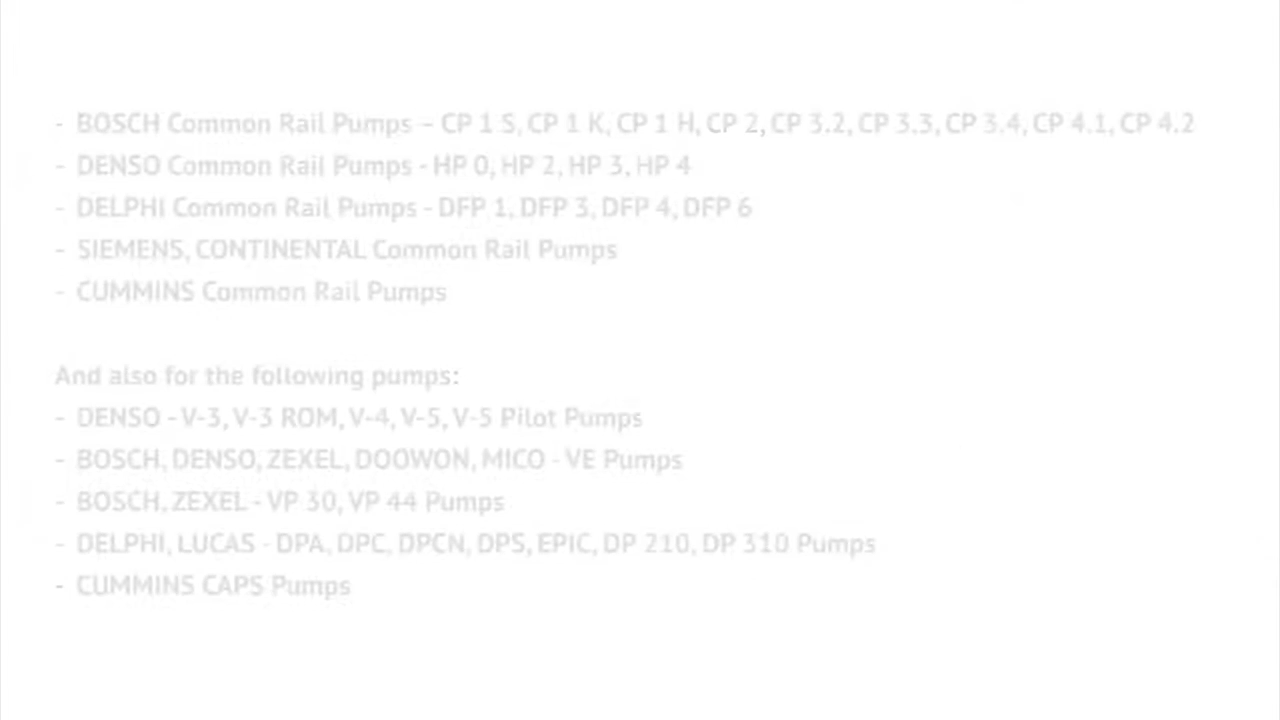 - BOSCH Common Rail Pumps – CP 1 S, CP 1 K, CP 1 H, CP 2, CP 3.2, CP 3.3, CP 3.4, CP 4.1, CP 4.2
- DENSO Common Rail Pumps - HP 0, HP 2, HP 3, HP 4
- DELPHI Common Rail Pumps - DFP 1, DFP 3, DFP 4, DFP 6
- SIEMENS, CONTINENTAL Common Rail Pumps
- CUMMINS Common Rail Pumps
And also for the following pumps:
- DENSO - V-3, V-3 ROM, V-4, V-5, V-5 Pilot Pumps
- BOSCH, DENSO, ZEXEL, DOOWON, MICO - VE Pumps
- BOSCH, ZEXEL - VP 30, VP 44 Pumps
- DELPHI, LUCAS - DPA, DPC, DPCN, DPS, EPIC, DP 210, DP 310 Pumps
- CUMMINS CAPS Pumps